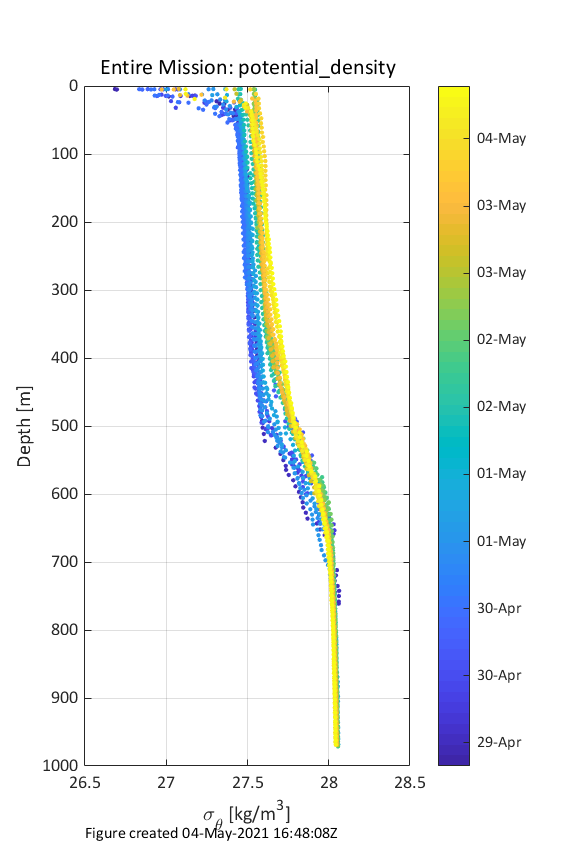 Entire Mission: potential_density
0
100
200
300
400
500
600
700
800
900
1000
Depth [m]
26.5 27 27.5 28 28.5
σθ [kg/m³]
04-May
03-May
03-May
02-May
02-May
01-May
01-May
30-Apr
30-Apr
29-Apr
Figure created 04-May-2021 16:48:08Z